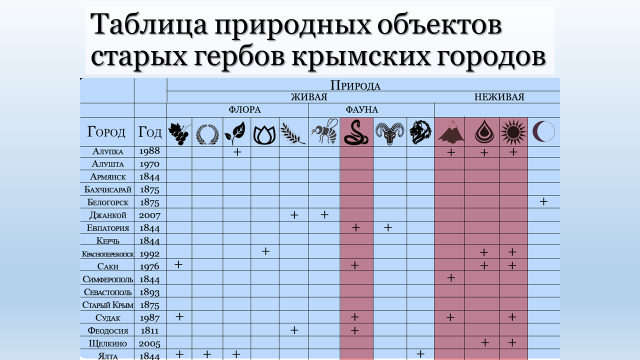 Таблица природных объектов
старых гербов крымских городов
Природа
живая неживая
флора фауна
Город Год
Алупка 1988 + + + +
Алушта 1970
Армянск 1844
Бахчисарай 1875
Белогорск 1875 +
Джанкой 2007 + +
Евпатория 1844 + +
Керчь 1844
Красноперекопск 1992 + + +
Саки 1976 + + + +
Симферополь 1844 +
Севастополь 1893
Старый Крым 1875
Судак 1987 + + + +
Феодосия 1811 + +
Щелкино 2005 + +
Ялта 1844 + + + +